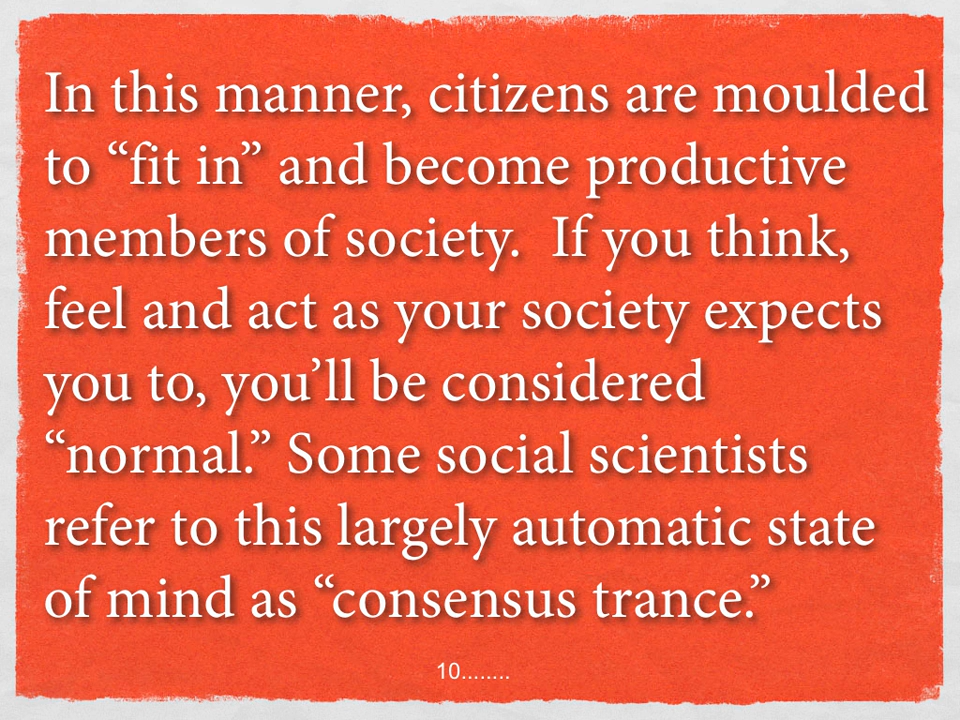 In this manner, citizens are moulded
to “fit in” and become productive
members of society.  If you think,
feel and act as your society expects
you to, you’ll be considered
“normal.” Some social scientists
refer to this largely automatic state
of mind as “consensus trance.”
10........